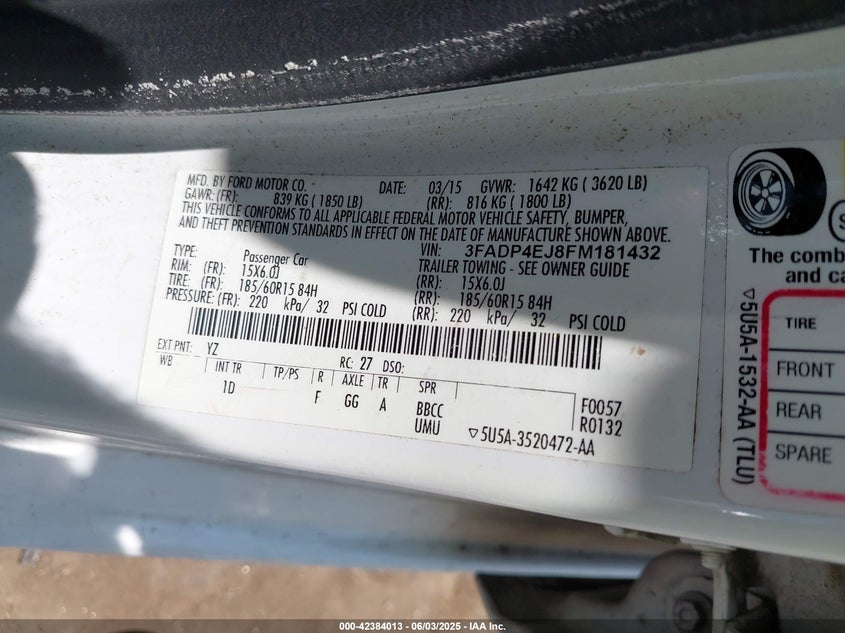 MFD. BY FORD MOTOR CO. DATE: 03/15 GVWR: 1642 KG ( 3620 LB)
GAWR: (FR): 839 KG ( 1850 LB) (RR): 816 KG ( 1800 LB)
THIS VEHICLE CONFORMS TO ALL APPLICABLE FEDERAL MOTOR VEHICLE SAFETY, BUMPER,
AND THEFT PREVENTION STANDARDS IN EFFECT ON THE DATE OF MANUFACTURE SHOWN ABOVE.
VIN: 3FADP4EJ8FM181432
TYPE: Passenger Car TRAILER TOWING - SEE OWNER GUIDE
RIM: (FR): 15X6.0J (RR): 15X6.0J
TIRE: (FR): 185/60R15 84H (RR): 185/60R15 84H
PRESSURE: (FR): 220 kPa/ 32 PSI COLD (RR): 220 kPa/ 32 PSI COLD
EXT PNT: YZ RC: 27 DSO:
WB INT TR TP/PS R AXLE TR SPR
1D F GG A BBCC F0057
UMU R0132
5U5A-3520472-AA
The comb
and ca
TIRE
FRONT
REAR
SPARE
5U5A-1532-AA (TLU)
000-42384013 - 06/03/2025 - IAA Inc.